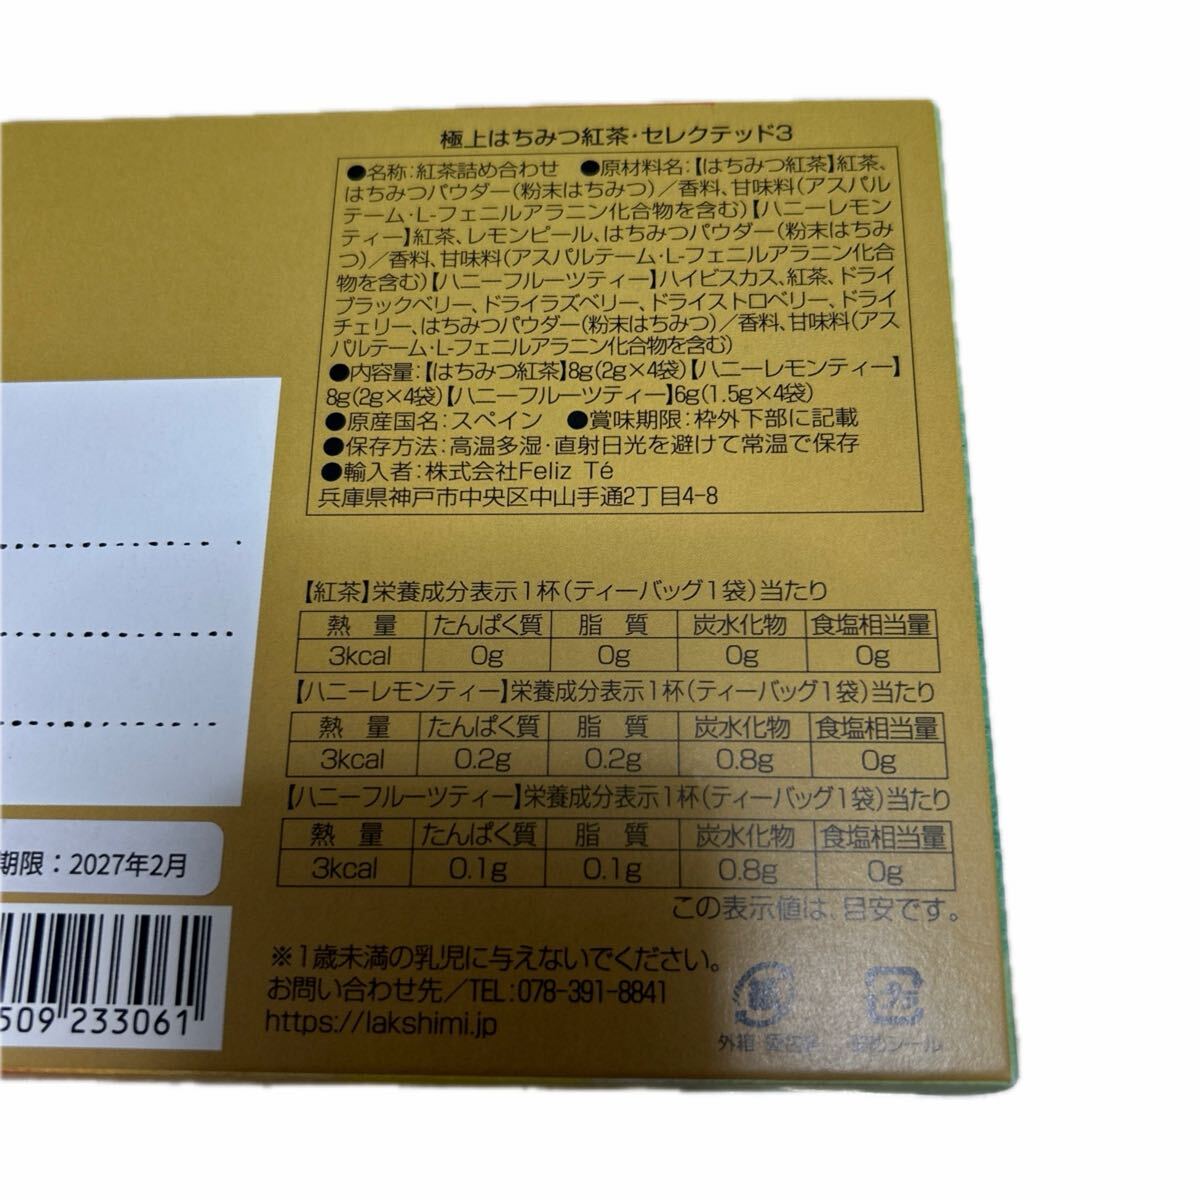 極上はちみつ紅茶・セレクテッド3
●名称：紅茶詰め合わせ ●原材料名：【はちみつ紅茶】紅茶、
はちみつパウダー（粉末はちみつ）／香料、甘味料（アスパル
テーム・L-フェニルアラニン化合物を含む）【ハニーレモン
ティー】紅茶、レモンピール、はちみつパウダー（粉末はちみ
つ）／香料、甘味料（アスパルテーム・L-フェニルアラニン化合
物を含む）【ハニーフルーツティー】ハイビスカス、紅茶、ドライ
ブラックベリー、ドライラズベリー、ドライストロベリー、ドライ
チェリー、はちみつパウダー（粉末はちみつ）／香料、甘味料（アス
パルテーム・L-フェニルアラニン化合物を含む）
●内容量：【はちみつ紅茶】8g(2g×4袋)【ハニーレモンティー】
8g(2g×4袋)【ハニーフルーツティー】6g(1.5g×4袋)
●原産国名：スペイン ●賞味期限：枠外下部に記載
●保存方法：高温多湿・直射日光を避けて常温で保存
●輸入者：株式会社Feliz Té
兵庫県神戸市中央区中山手通2丁目4-8
【紅茶】栄養成分表示1杯（ティーバッグ1袋）当たり
熱 量 たんぱく質 脂 質 炭水化物 食塩相当量
3kcal 0g 0g 0g 0g
【ハニーレモンティー】栄養成分表示1杯（ティーバッグ1袋）当たり
熱 量 たんぱく質 脂 質 炭水化物 食塩相当量
3kcal 0.2g 0.2g 0.8g 0g
【ハニーフルーツティー】栄養成分表示1杯（ティーバッグ1袋）当たり
熱 量 たんぱく質 脂 質 炭水化物 食塩相当量
3kcal 0.1g 0.1g 0.8g 0g
この表示値は、目安です。
期限：2027年2月
509 233061
※1歳未満の乳児に与えないでください。
お問い合わせ先／TEL：078-391-8841
https://lakshimi.jp
紙 プラ
外箱